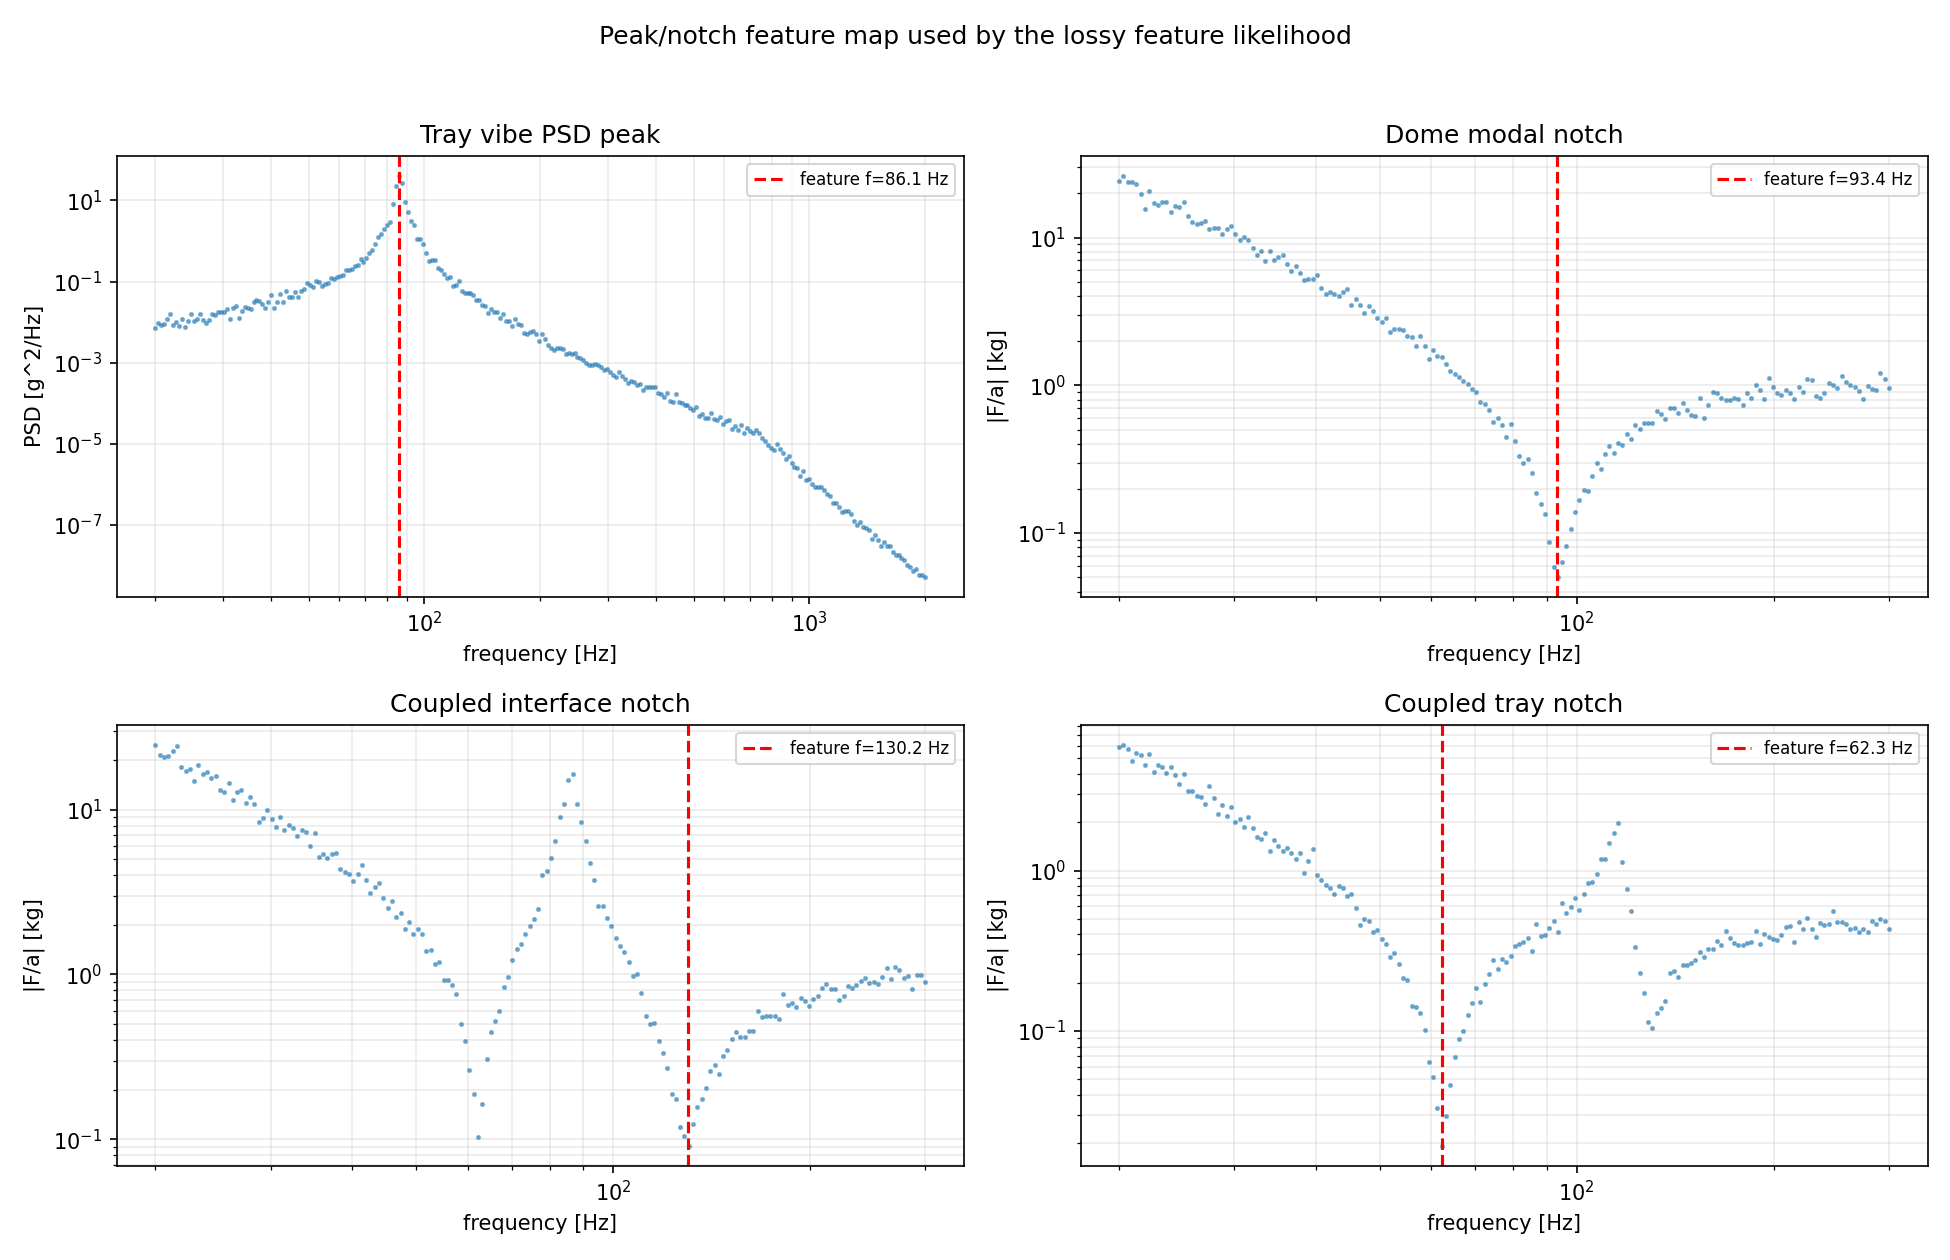 Peak/notch feature map used by the lossy feature likelihood
Tray vibe PSD peak
feature f=86.1 Hz
PSD [g^2/Hz]
10^1
10^-1
10^-3
10^-5
10^-7
10^2
10^3
frequency [Hz]
Dome modal notch
feature f=93.4 Hz
|F/a| [kg]
10^1
10^0
10^-1
10^2
frequency [Hz]
Coupled interface notch
feature f=130.2 Hz
|F/a| [kg]
10^1
10^0
10^-1
10^2
frequency [Hz]
Coupled tray notch
feature f=62.3 Hz
|F/a| [kg]
10^0
10^-1
10^2
frequency [Hz]